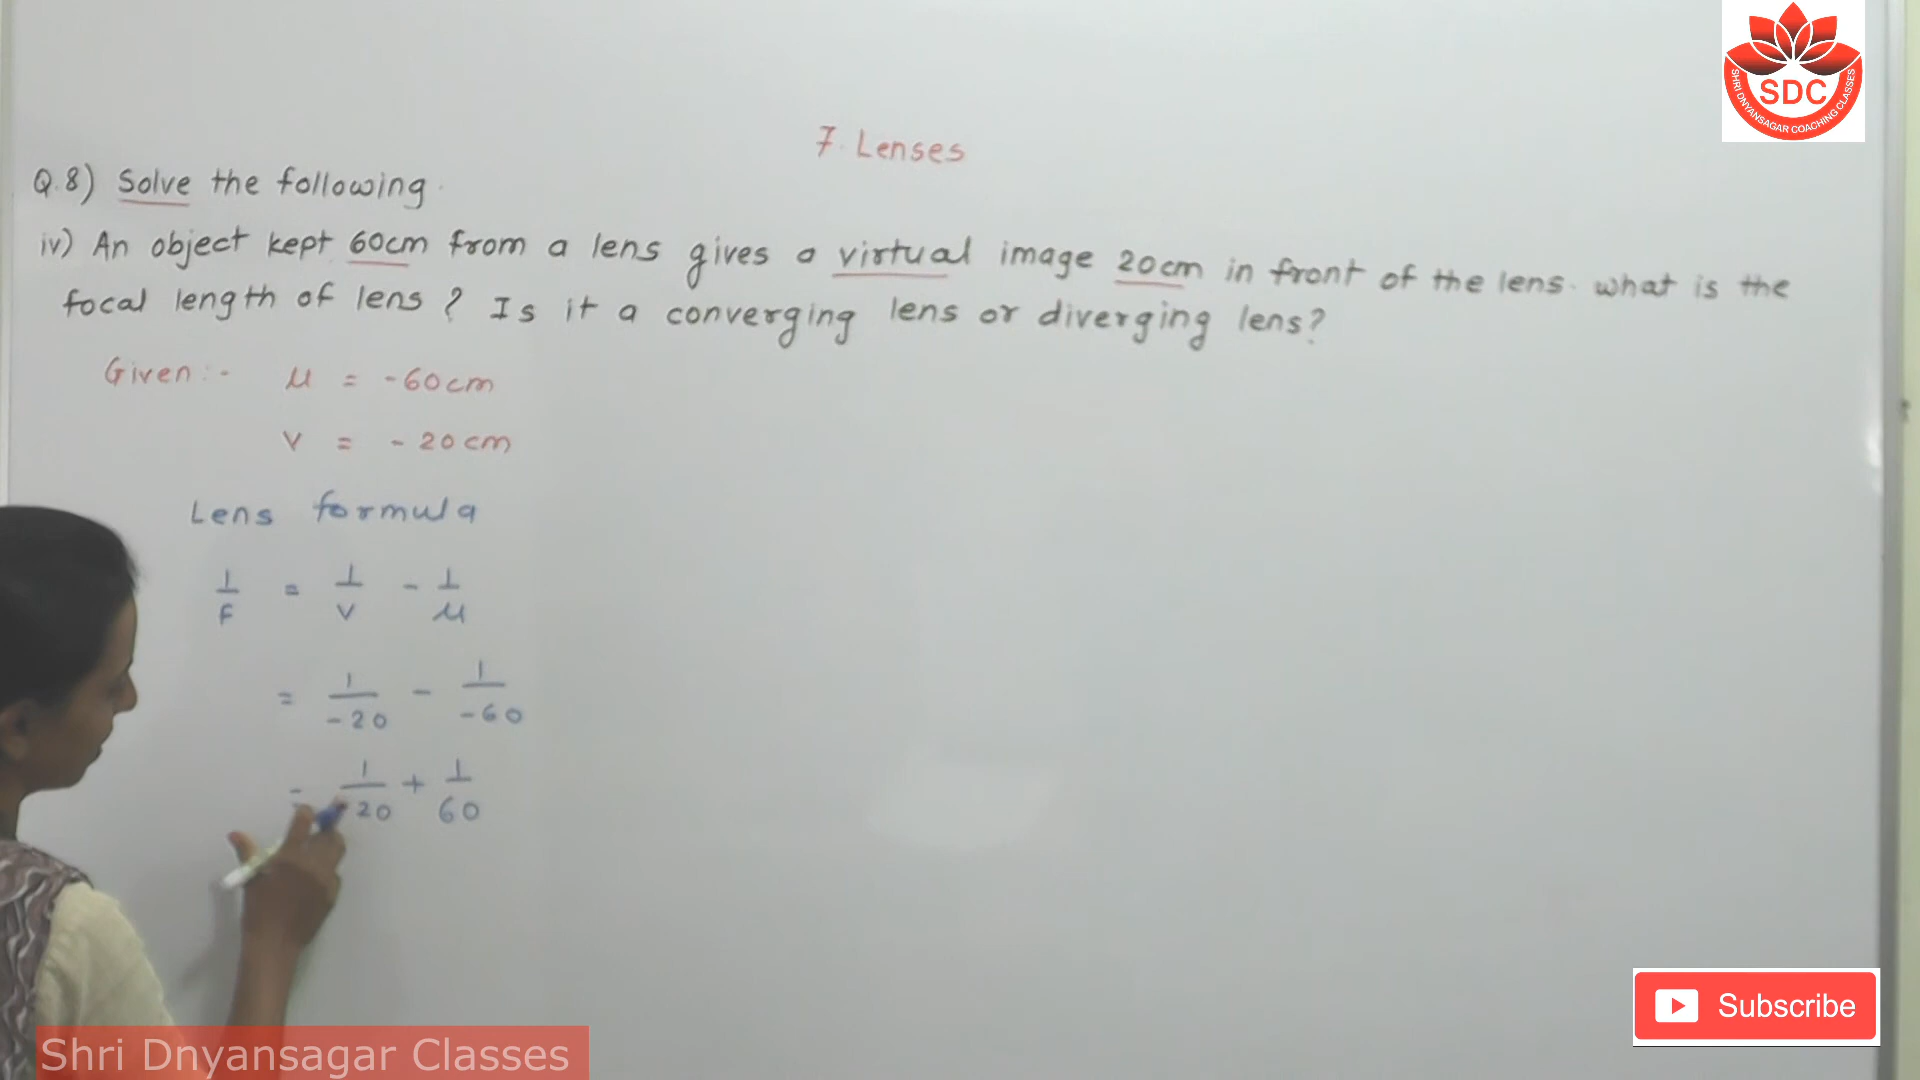 SDC
SHRI DNYANSAGAR COACHING CLASSES
7. Lenses
Q.8) Solve the following.
iv) An object kept 60cm from a lens gives a virtual image 20cm in front of the lens. what is the
focal length of lens ? Is it a converging lens or diverging lens?
Given :- u = -60cm
v = -20cm
Lens formula
1/F = 1/v - 1/u
= 1/-20 - 1/-60
= 1/-20 + 1/60
Subscribe
Shri Dnyansagar Classes